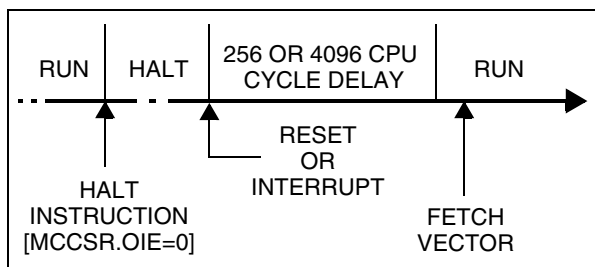 RUN
HALT
256 OR 4096 CPU
CYCLE DELAY
RUN
RESET
OR
INTERRUPT
HALT
INSTRUCTION
[MCCSR.OIE=0]
FETCH
VECTOR